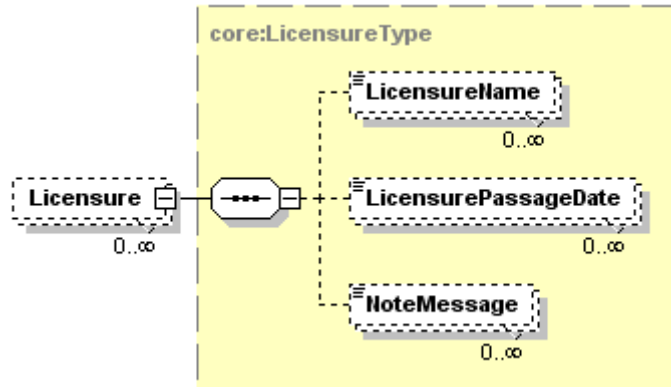 core:LicensureType
LicensureName
0..∞
Licensure
0..∞
LicensurePassageDate
0..∞
NoteMessage
0..∞